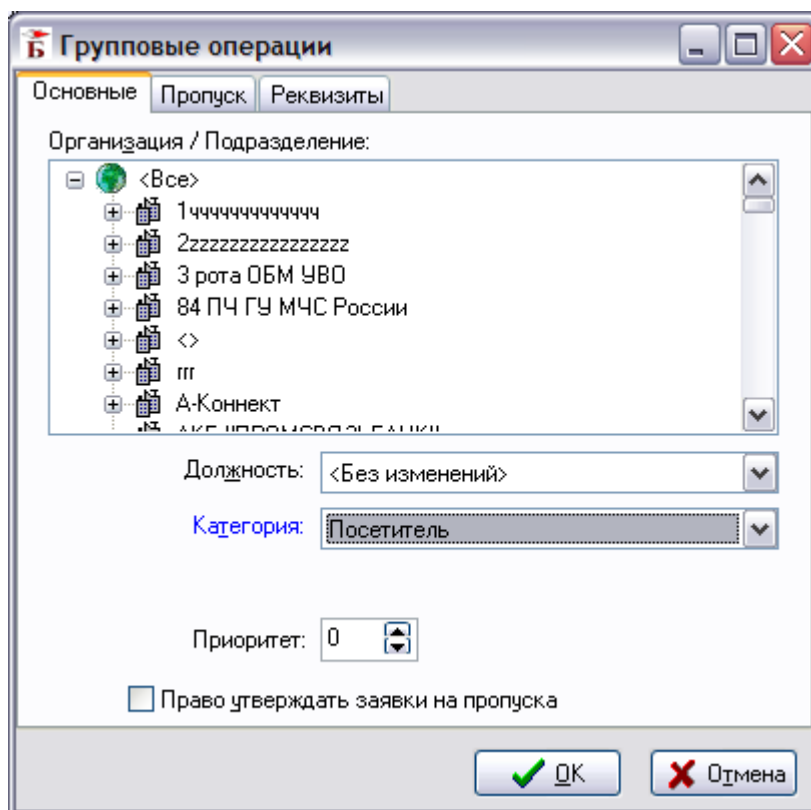 Групповые операции
Основные Пропуск Реквизиты
Организация / Подразделение:
<Все>
1ччччччччччччч
2zzzzzzzzzzzzzzzz
3 рота ОБМ УВО
84 ПЧ ГУ МЧС России
<>
rrr
А-Коннект
Должность: <Без изменений>
Категория: Посетитель
Приоритет: 0
Право утверждать заявки на пропуска
OK Отмена